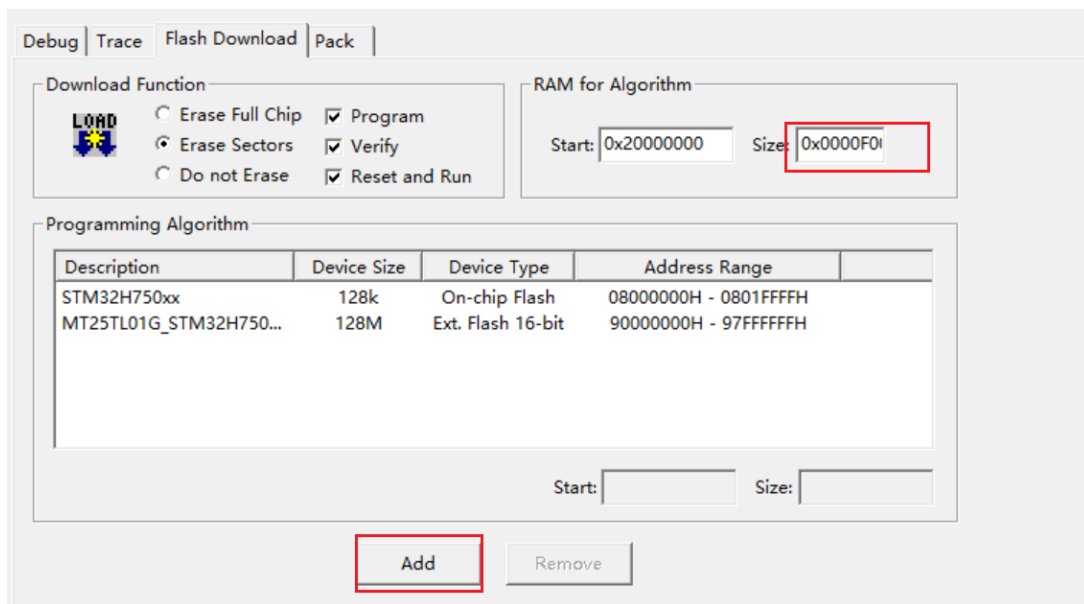 Debug Trace Flash Download Pack
Download Function
LOAD
Erase Full Chip
Erase Sectors
Do not Erase
Program
Verify
Reset and Run
RAM for Algorithm
Start: 0x20000000 Size: 0x0000F0
Programming Algorithm
Description Device Size Device Type Address Range
STM32H750xx 128k On-chip Flash 08000000H - 0801FFFFH
MT25TL01G_STM32H750... 128M Ext. Flash 16-bit 90000000H - 97FFFFFFH
Start: Size:
Add Remove